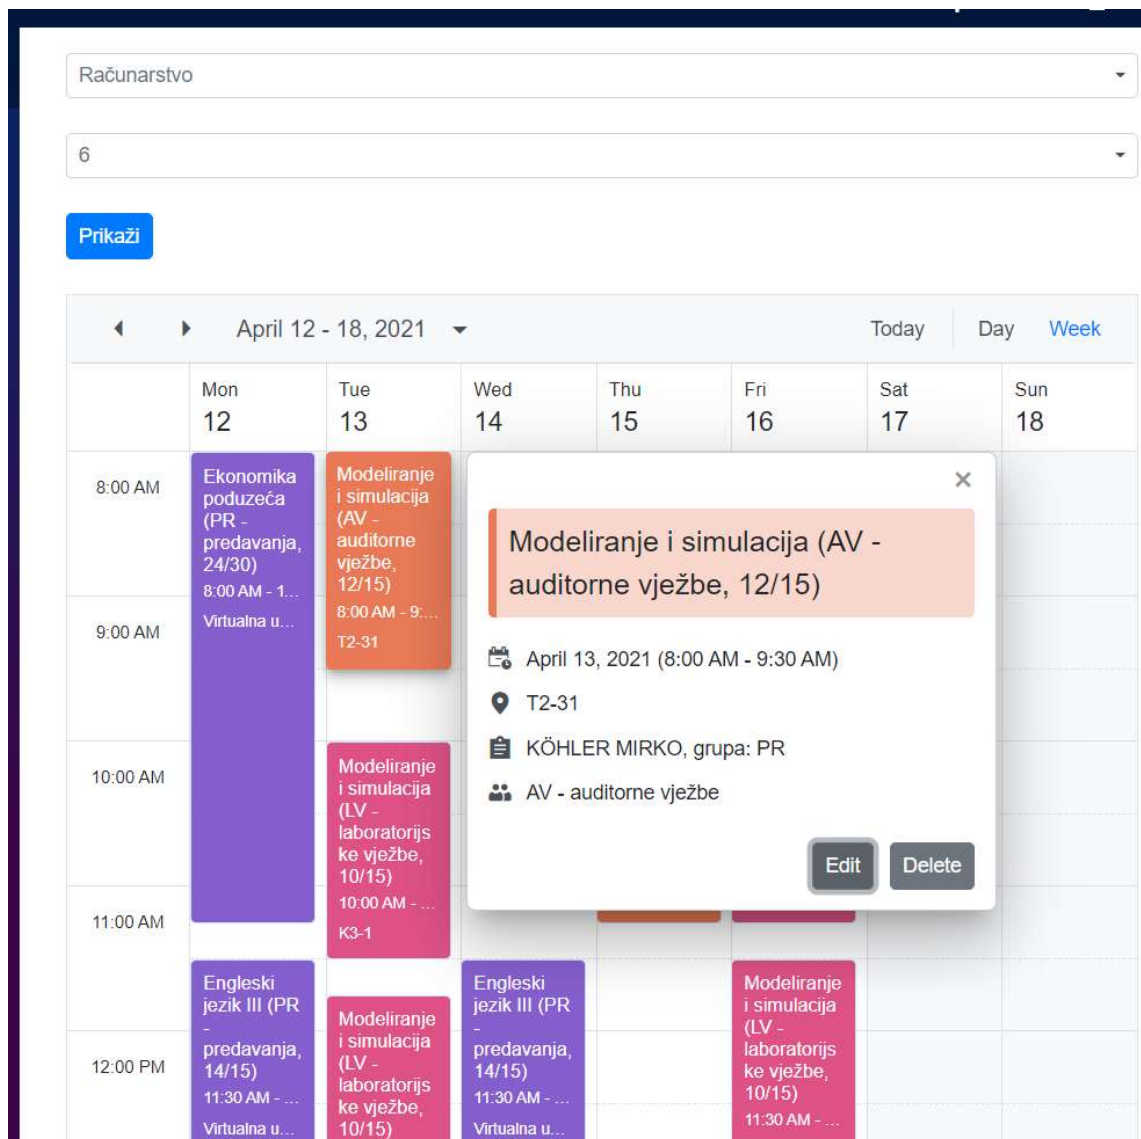 Računarstvo
6
Prikaži
April 12 - 18, 2021
Today
Day
Week
Mon
12
Tue
13
Wed
14
Thu
15
Fri
16
Sat
17
Sun
18
8:00 AM
9:00 AM
10:00 AM
11:00 AM
12:00 PM
Ekonomika
poduzeća
(PR -
predavanja,
24/30)
8:00 AM - 1...
Virtualna u...
Engleski
jezik III (PR
-
predavanja,
14/15)
11:30 AM - ...
Virtualna u...
Modeliranje
i simulacija
(AV -
auditorne
vježbe,
12/15)
8:00 AM - 9:...
T2-31
Modeliranje
i simulacija
(LV -
laboratorijs
ke vježbe,
10/15)
10:00 AM - ...
K3-1
Modeliranje
i simulacija
(LV -
laboratorijs
ke vježbe,
10/15)
Engleski
jezik III (PR
-
predavanja,
14/15)
11:30 AM - ...
Virtualna u...
Modeliranje
i simulacija
(LV -
laboratorijs
ke vježbe,
10/15)
11:30 AM - ...
×
Modeliranje i simulacija (AV -
auditorne vježbe, 12/15)
April 13, 2021 (8:00 AM - 9:30 AM)
T2-31
KÖHLER MIRKO, grupa: PR
AV - auditorne vježbe
Edit
Delete